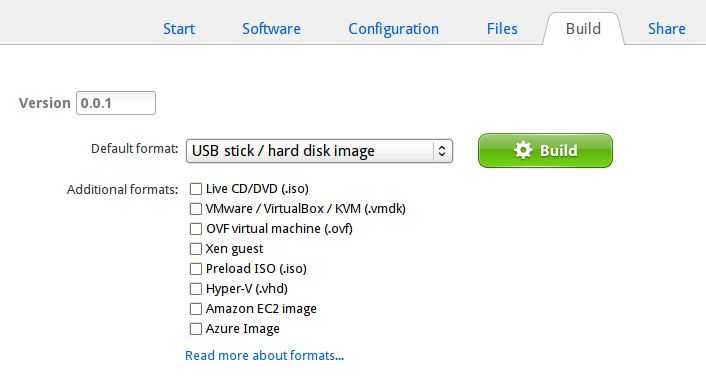 Start Software Configuration Files Build Share
Version 0.0.1
Default format: USB stick / hard disk image Build
Additional formats: Live CD/DVD (.iso)
VMware / VirtualBox / KVM (.vmdk)
OVF virtual machine (.ovf)
Xen guest
Preload ISO (.iso)
Hyper-V (.vhd)
Amazon EC2 image
Azure Image
Read more about formats...